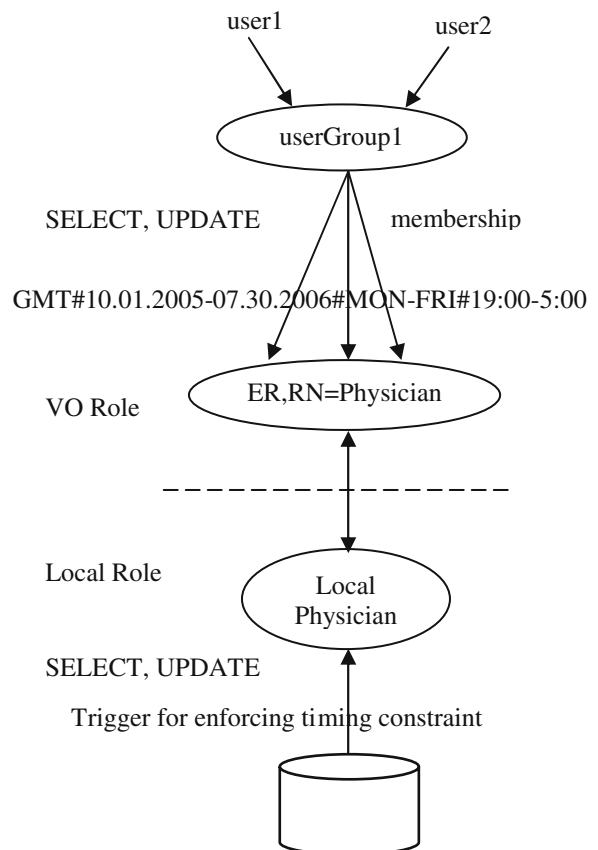 user1
user2
userGroup1
SELECT, UPDATE
membership
GMT#10.01.2005-07.30.2006#MON-FRI#19:00-5:00
ER,RN=Physician
VO Role
Local Role
Local
Physician
SELECT, UPDATE
Trigger for enforcing timing constraint